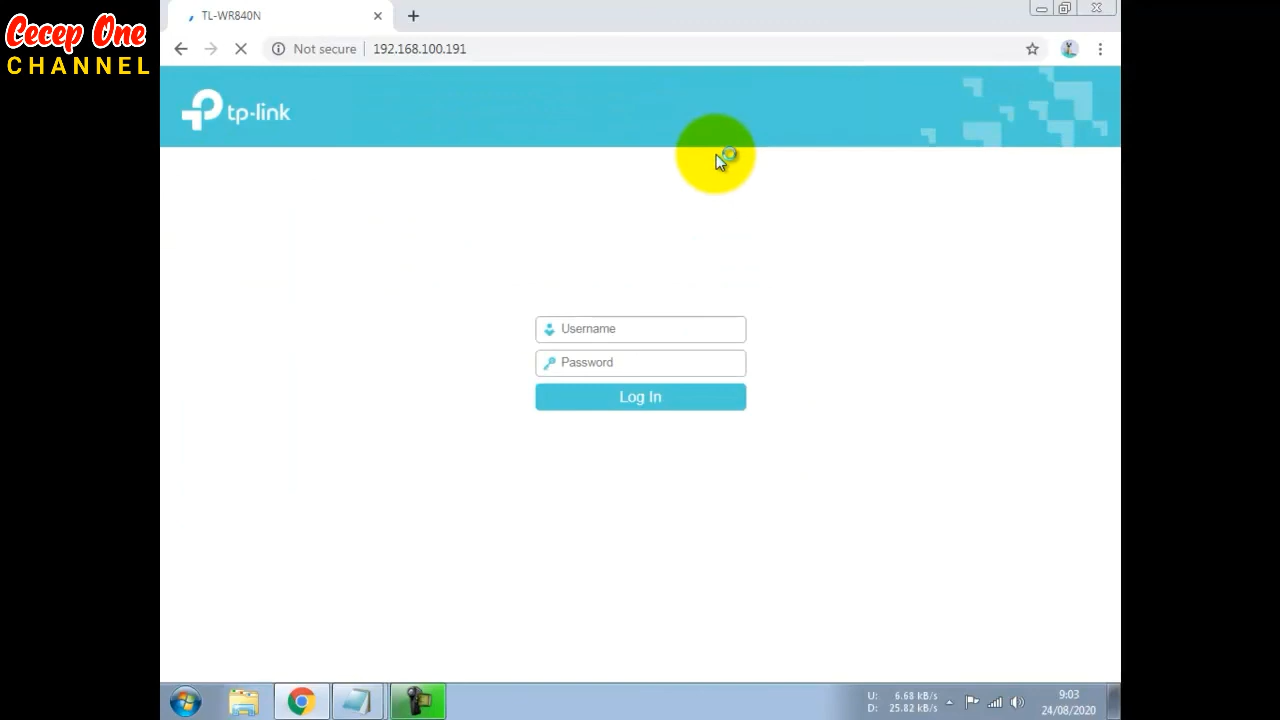 Cecep One
CHANNEL
TL-WR840N
Not secure
192.168.100.191
tp-link
Username
Password
Log In
U: 6.68 kB/s
D: 25.82 kB/s
9:03
24/08/2020